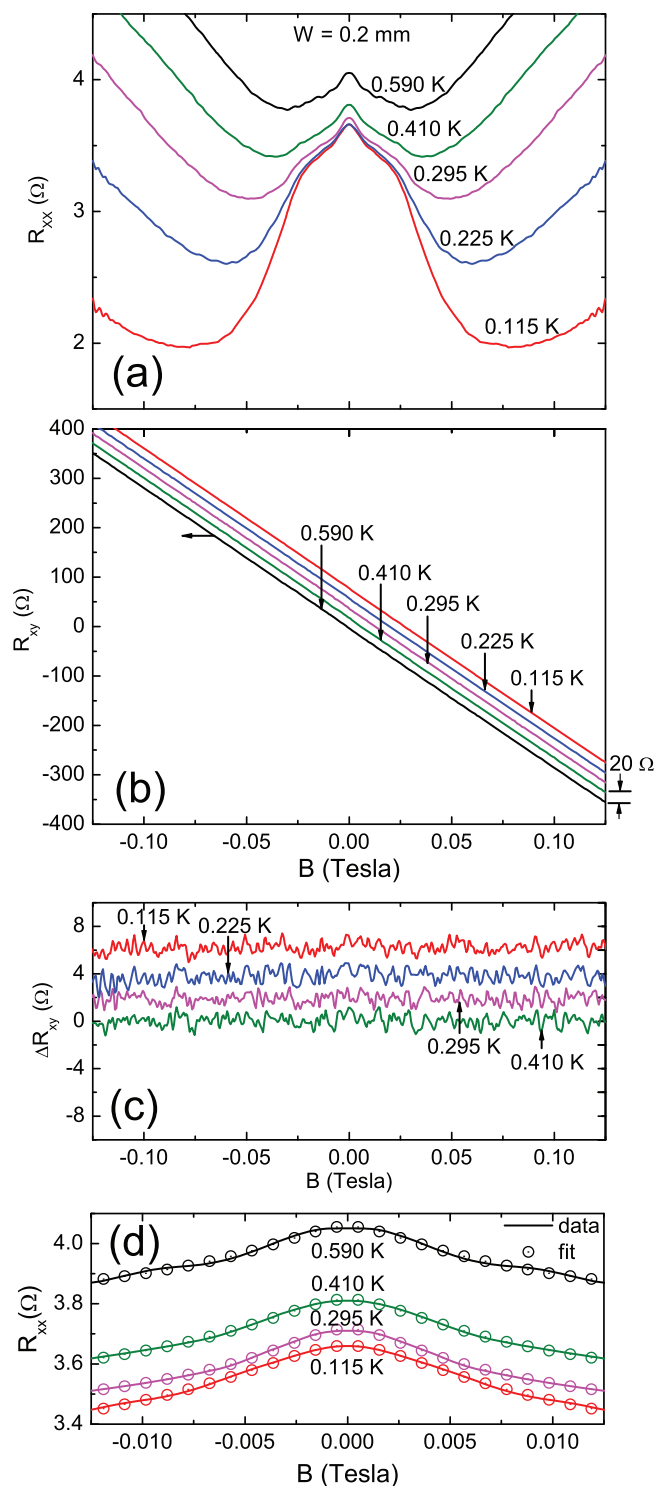 W = 0.2 mm
4
3
2
R_xx (Ω)
0.590 K
0.410 K
0.295 K
0.225 K
0.115 K
(a)
400
300
200
100
0
-100
-200
-300
-400
R_xy (Ω)
0.590 K
0.410 K
0.295 K
0.225 K
0.115 K
20 Ω
(b)
-0.10 -0.05 0.00 0.05 0.10
B (Tesla)
8
4
0
-4
-8
ΔR_xy (Ω)
0.115 K
0.225 K
0.295 K
0.410 K
(c)
-0.10 -0.05 0.00 0.05 0.10
B (Tesla)
(d)
data
fit
4.0
3.8
3.6
3.4
R_xx (Ω)
0.590 K
0.410 K
0.295 K
0.115 K
-0.010 -0.005 0.000 0.005 0.010
B (Tesla)